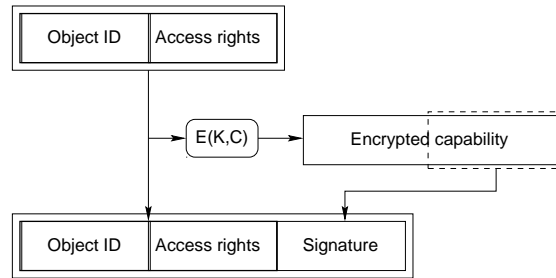 Object ID Access rights
E(K,C) Encrypted capability
Object ID Access rights Signature